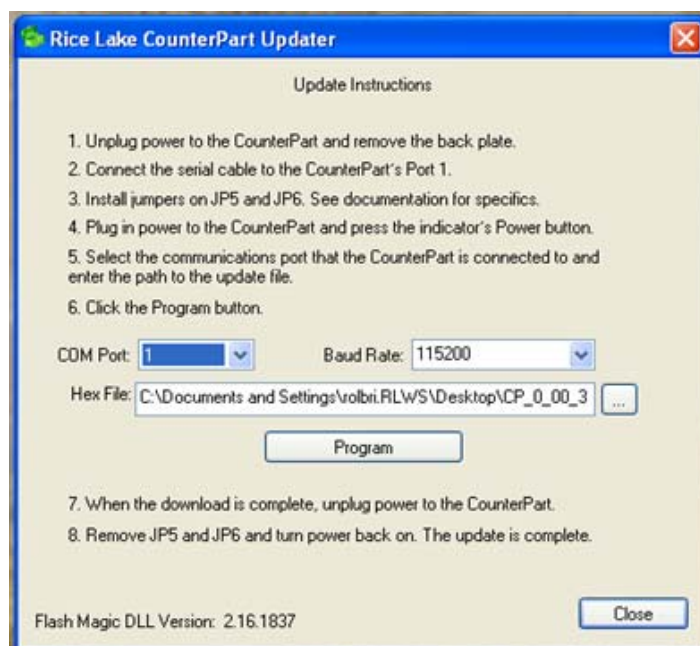 Rice Lake CounterPart Updater
Update Instructions
1. Unplug power to the CounterPart and remove the back plate.
2. Connect the serial cable to the CounterPart's Port 1.
3. Install jumpers on JP5 and JP6. See documentation for specifics.
4. Plug in power to the CounterPart and press the indicator's Power button.
5. Select the communications port that the CounterPart is connected to and
enter the path to the update file.
6. Click the Program button.
COM Port: 1 Baud Rate: 115200
Hex File: C:\Documents and Settings\rolbri.RLWS\Desktop\CP_0_00_3 ...
Program
7. When the download is complete, unplug power to the CounterPart.
8. Remove JP5 and JP6 and turn power back on. The update is complete.
Flash Magic DLL Version: 2.16.1837
Close